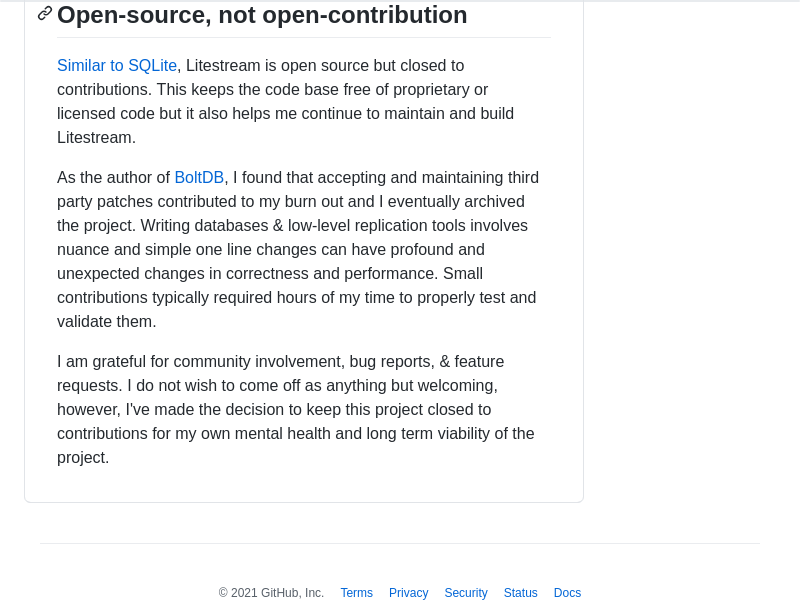 Open-source, not open-contribution
Similar to SQLite, Litestream is open source but closed to
contributions. This keeps the code base free of proprietary or
licensed code but it also helps me continue to maintain and build
Litestream.
As the author of BoltDB, I found that accepting and maintaining third
party patches contributed to my burn out and I eventually archived
the project. Writing databases & low-level replication tools involves
nuance and simple one line changes can have profound and
unexpected changes in correctness and performance. Small
contributions typically required hours of my time to properly test and
validate them.
I am grateful for community involvement, bug reports, & feature
requests. I do not wish to come off as anything but welcoming,
however, I've made the decision to keep this project closed to
contributions for my own mental health and long term viability of the
project.
© 2021 GitHub, Inc. Terms Privacy Security Status Docs